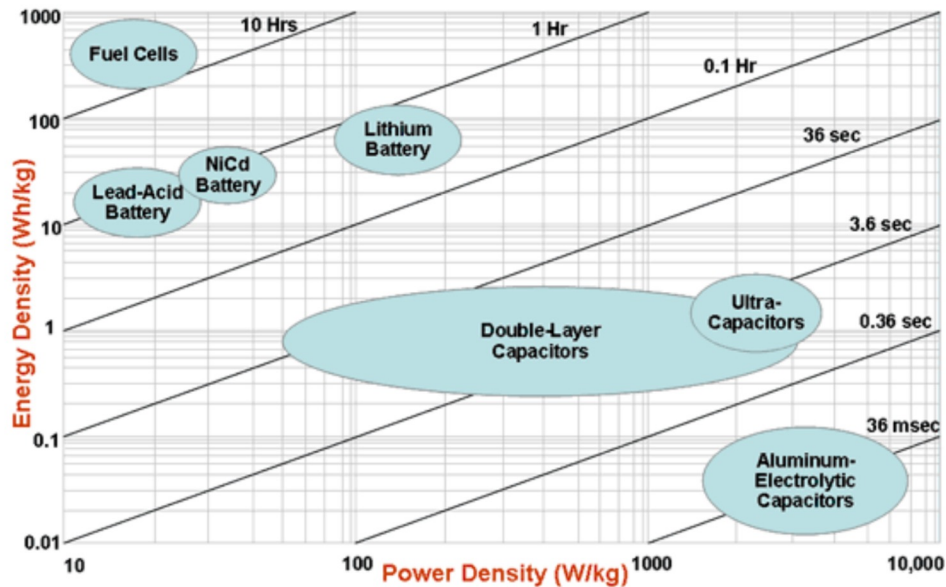 1000
100
10
1
0.1
0.01
Energy Density (Wh/kg)
10 Hrs
1 Hr
0.1 Hr
36 sec
3.6 sec
0.36 sec
36 msec
Fuel Cells
Lead-Acid
Battery
NiCd
Battery
Lithium
Battery
Double-Layer
Capacitors
Ultra-
Capacitors
Aluminum-
Electrolytic
Capacitors
10
100
1000
10,000
Power Density (W/kg)